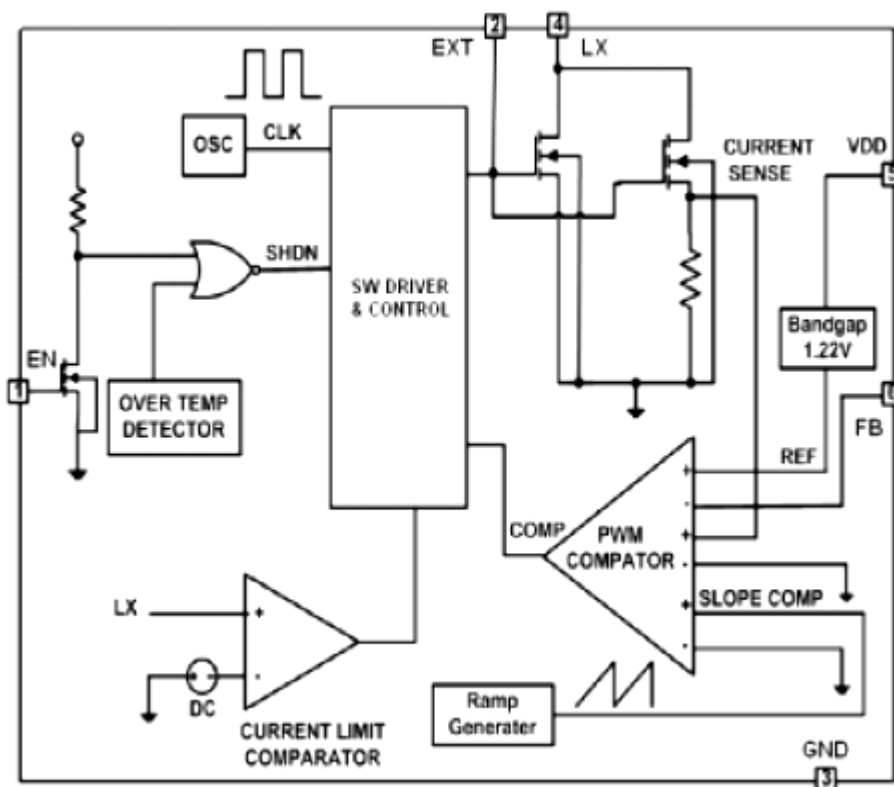 2
4
EXT
LX
OSC
CLK
CURRENT
SENSE
VDD
5
SHDN
SW DRIVER
& CONTROL
Bandgap
1.22V
EN
1
OVER TEMP
DETECTOR
FB
REF
+
-
COMP
PWM
COMPATOR
+
-
SLOPE COMP
+
-
LX
+
-
DC
CURRENT LIMIT
COMPARATOR
Ramp
Generater
GND
3